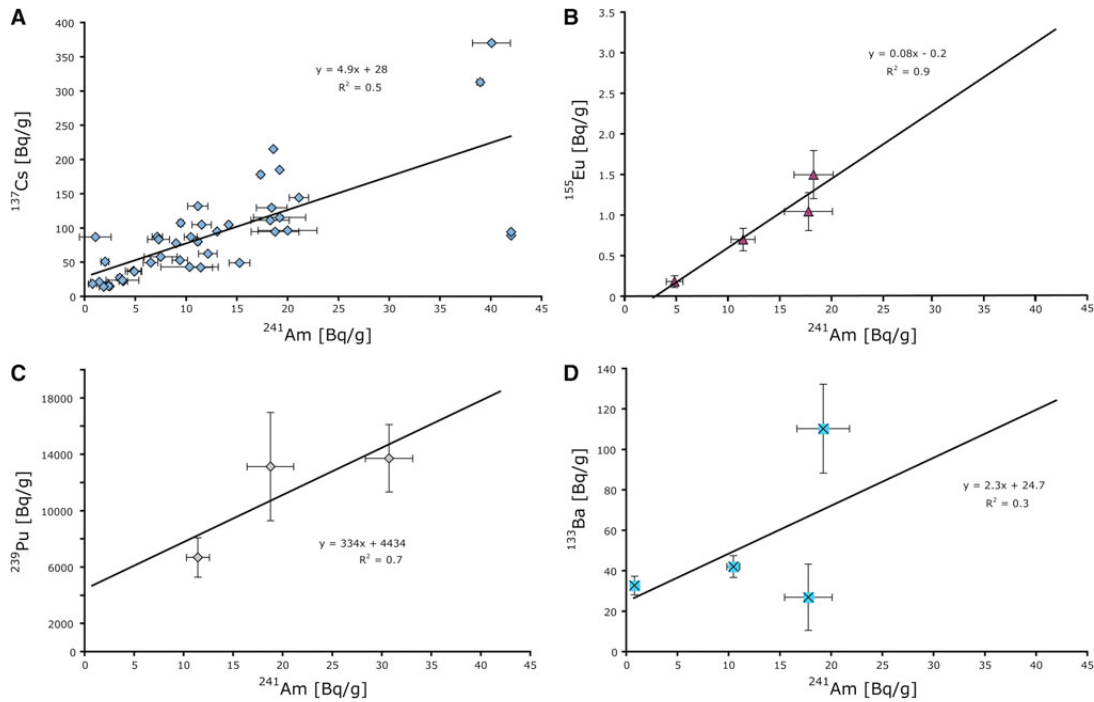 A
400
350
300
250
200
150
100
50
0
137Cs [Bq/g]
y = 4.9x + 28
R2 = 0.5
0 5 10 15 20 25 30 35 40 45
241Am [Bq/g]
B
3.5
3.0
2.5
2.0
1.5
1.0
0.5
0.0
155Eu [Bq/g]
y = 0.08x - 0.2
R2 = 0.9
0 5 10 15 20 25 30 35 40 45
241Am [Bq/g]
C
18000
14000
10000
6000
2000
0
239Pu [Bq/g]
y = 334x + 4434
R2 = 0.7
0 5 10 15 20 25 30 35 40 45
241Am [Bq/g]
D
140
120
100
80
60
40
20
0
133Ba [Bq/g]
y = 2.3x + 24.7
R2 = 0.3
0 5 10 15 20 25 30 35 40 45
241Am [Bq/g]